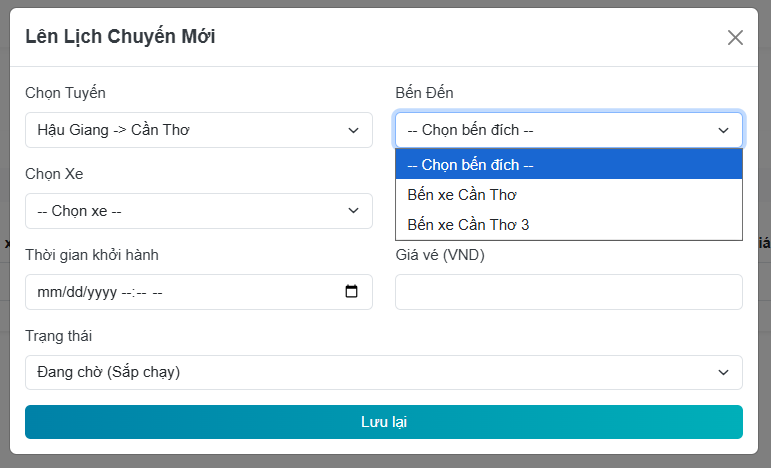 Lên Lịch Chuyến Mới
Chọn Tuyến
Bến Đến
Hậu Giang -> Cần Thơ
-- Chọn bến đích --
-- Chọn bến đích --
Bến xe Cần Thơ
Bến xe Cần Thơ 3
Chọn Xe
-- Chọn xe --
x
iá
Thời gian khởi hành
Giá vé (VND)
mm/dd/yyyy --:-- --
Trạng thái
Đang chờ (Sắp chạy)
Lưu lại